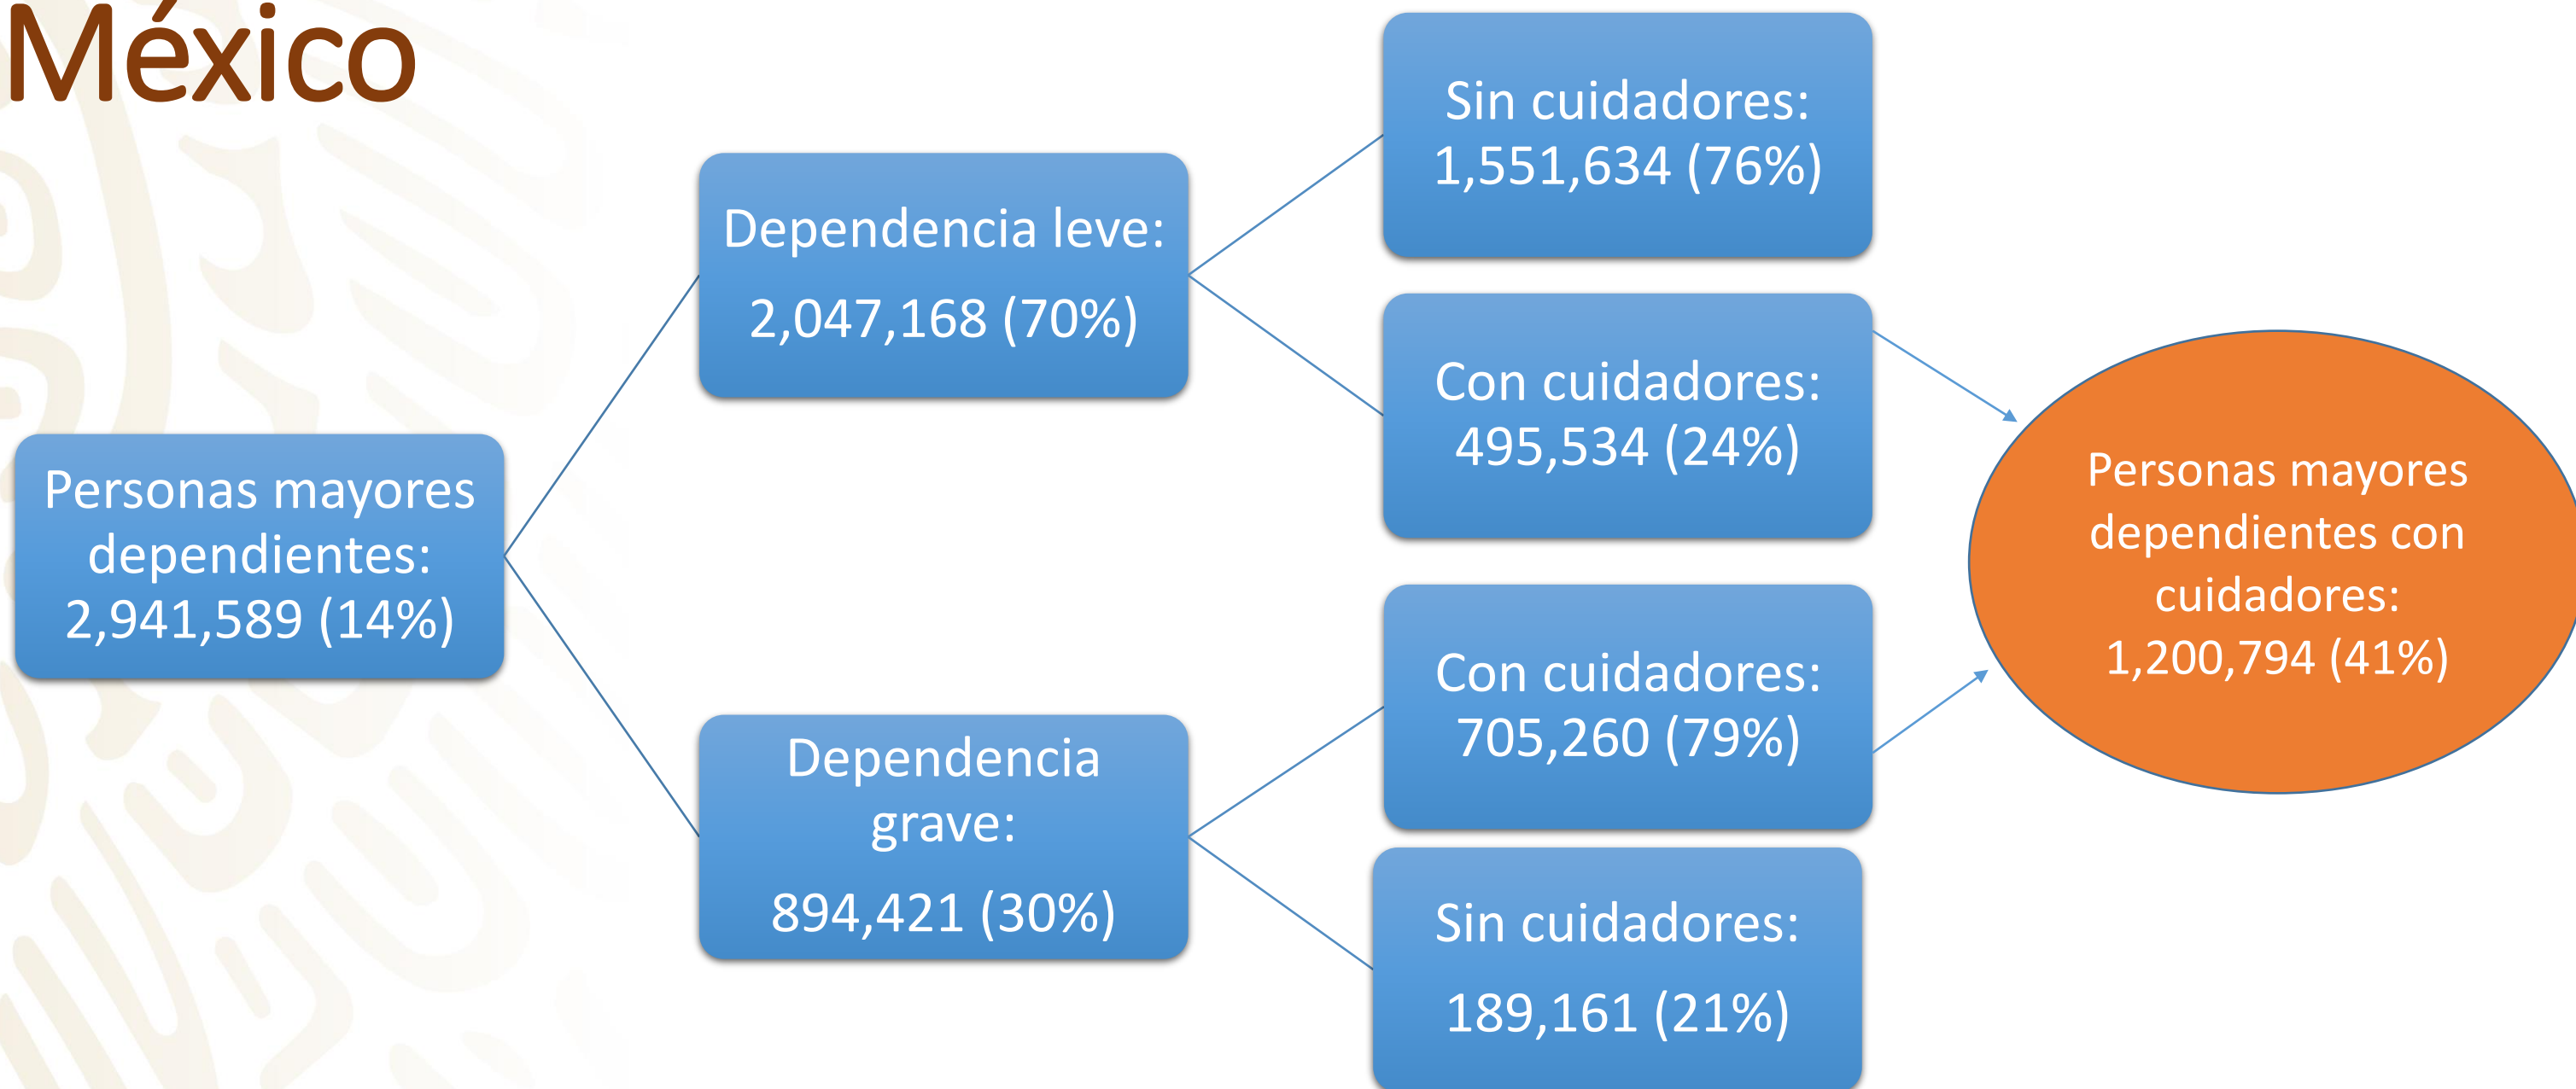 México
Personas mayores
dependientes:
2,941,589 (14%)
Dependencia leve:
2,047,168 (70%)
Sin cuidadores:
1,551,634 (76%)
Con cuidadores:
495,534 (24%)
Dependencia
grave:
894,421 (30%)
Con cuidadores:
705,260 (79%)
Sin cuidadores:
189,161 (21%)
Personas mayores
dependientes con
cuidadores:
1,200,794 (41%)